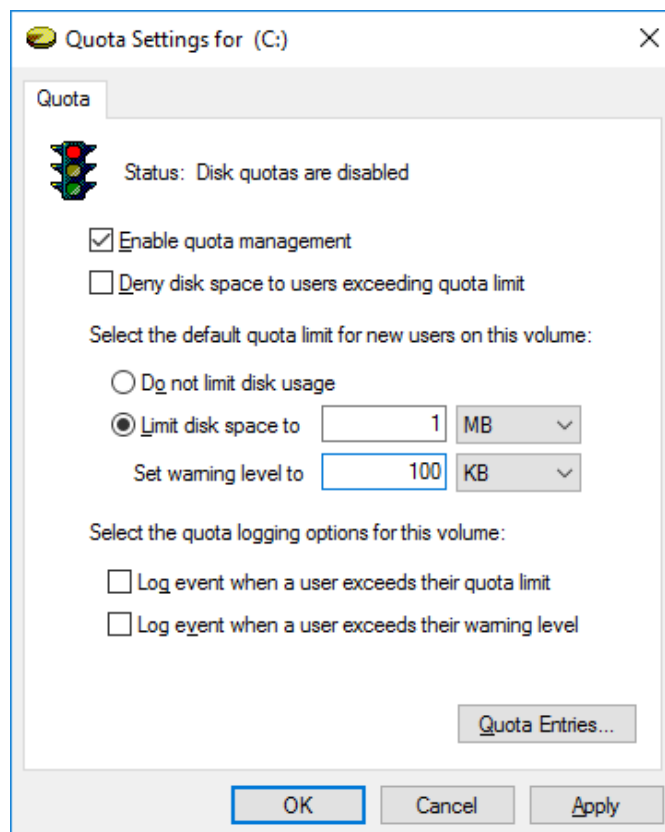 Quota Settings for (C:)
Quota
Status: Disk quotas are disabled
Enable quota management
Deny disk space to users exceeding quota limit
Select the default quota limit for new users on this volume:
Do not limit disk usage
Limit disk space to 1 MB
Set warning level to 100 KB
Select the quota logging options for this volume:
Log event when a user exceeds their quota limit
Log event when a user exceeds their warning level
Quota Entries...
OK Cancel Apply